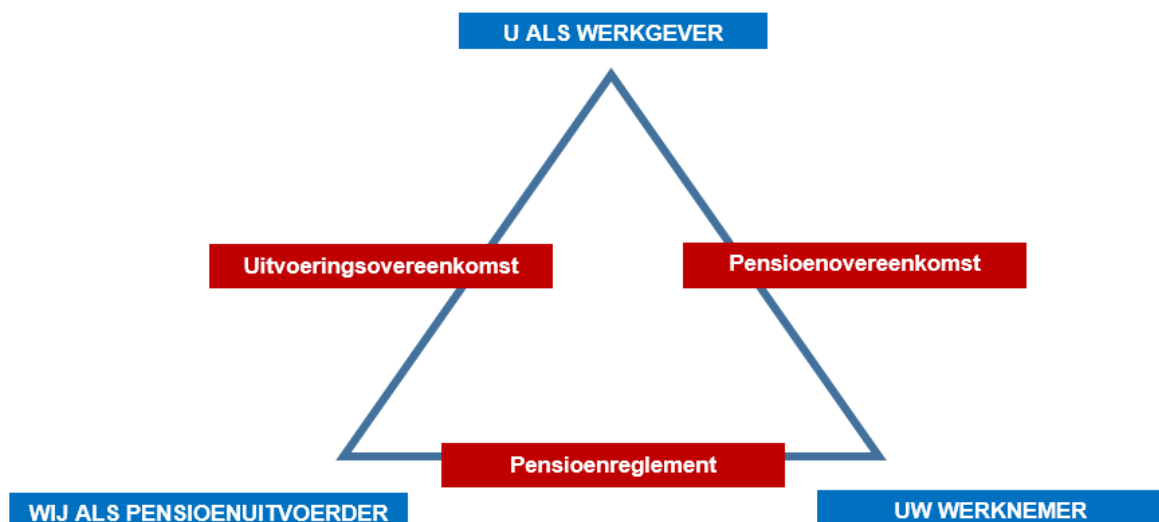 U ALS WERKGEVER
Uitvoeringsovereenkomst
Pensioenovereenkomst
Pensioenreglement
WIJ ALS PENSIOENUITVOERDER
UW WERKNEMER